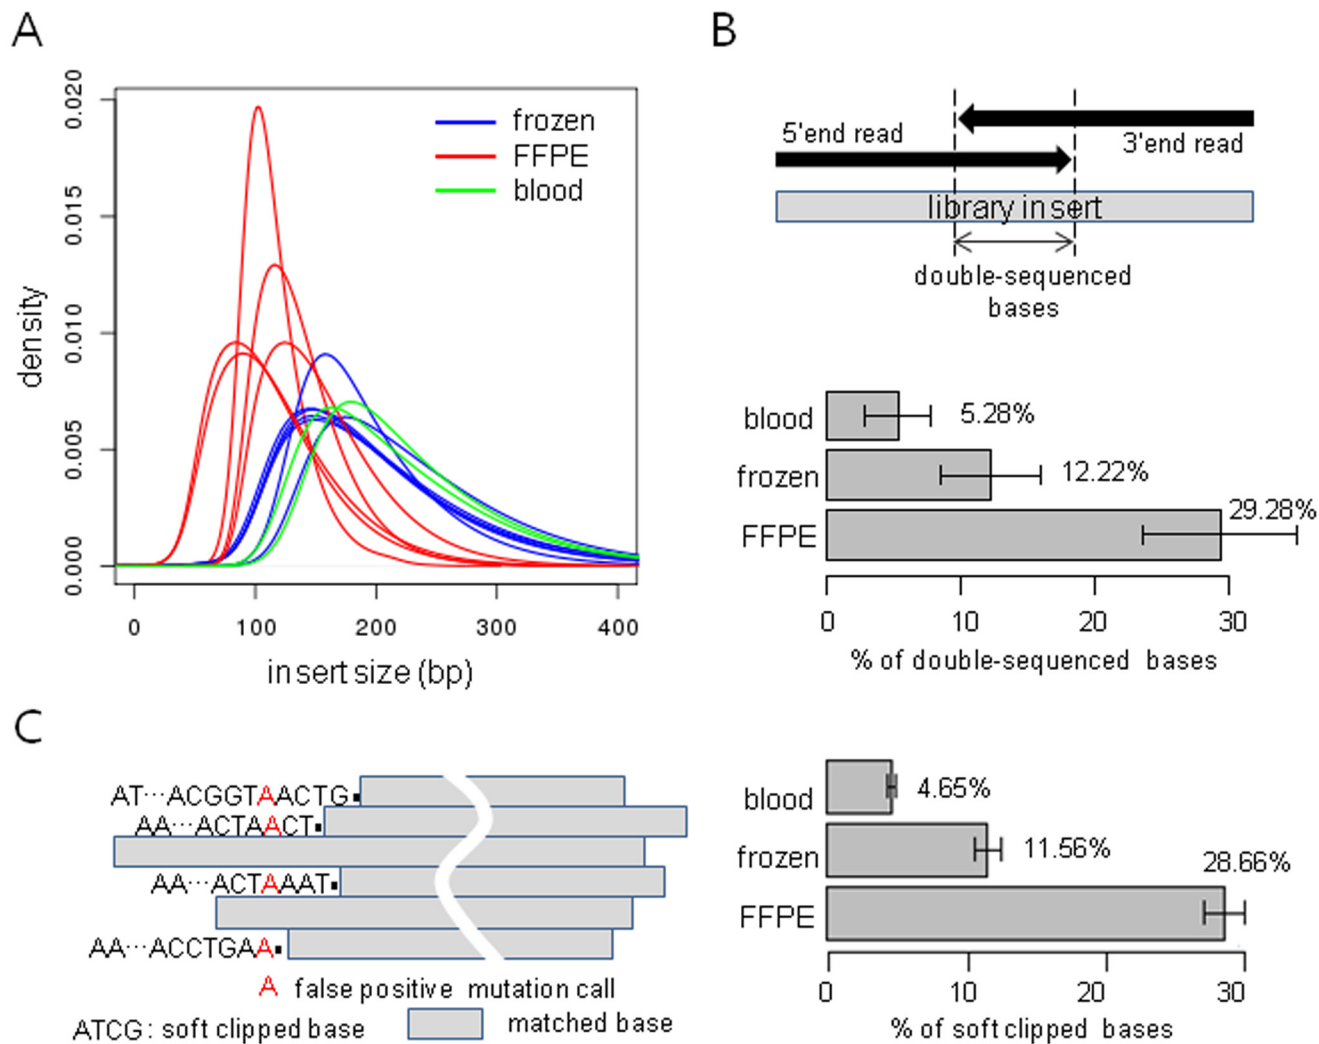 A
0.020
0.015
0.010
0.005
0.000
density
frozen
FFPE
blood
0 100 200 300 400
insert size (bp)
B
5'end read
3'end read
library insert
double-sequenced
bases
blood 5.28%
frozen 12.22%
FFPE 29.28%
0 10 20 30
% of double-sequenced bases
C
AT···ACGGTAACTG
AA···ACTAACT
AA···ACTAAAT
AA···ACCTGAA
A false positive mutation call
ATCG : soft clipped base
matched base
blood 4.65%
frozen 11.56%
FFPE 28.66%
0 10 20 30
% of soft clipped bases